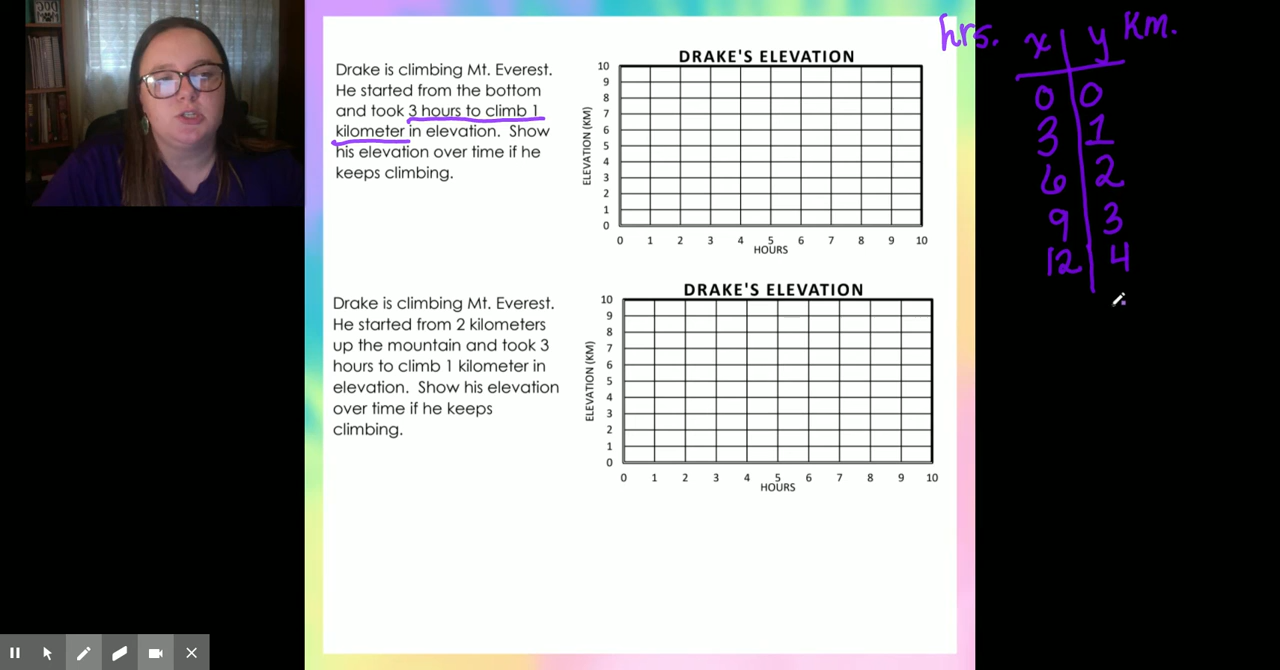 Drake is climbing Mt. Everest.
He started from the bottom
and took 3 hours to climb 1
kilometer in elevation. Show
his elevation over time if he
keeps climbing.
DRAKE'S ELEVATION
ELEVATION (KM)
10
9
8
7
6
5
4
3
2
1
0
0 1 2 3 4 5 6 7 8 9 10
HOURS
Drake is climbing Mt. Everest.
He started from 2 kilometers
up the mountain and took 3
hours to climb 1 kilometer in
elevation. Show his elevation
over time if he keeps
climbing.
DRAKE'S ELEVATION
ELEVATION (KM)
10
9
8
7
6
5
4
3
2
1
0
0 1 2 3 4 5 6 7 8 9 10
HOURS
hrs. x y Km.
0 0
3 1
6 2
9 3
12 4